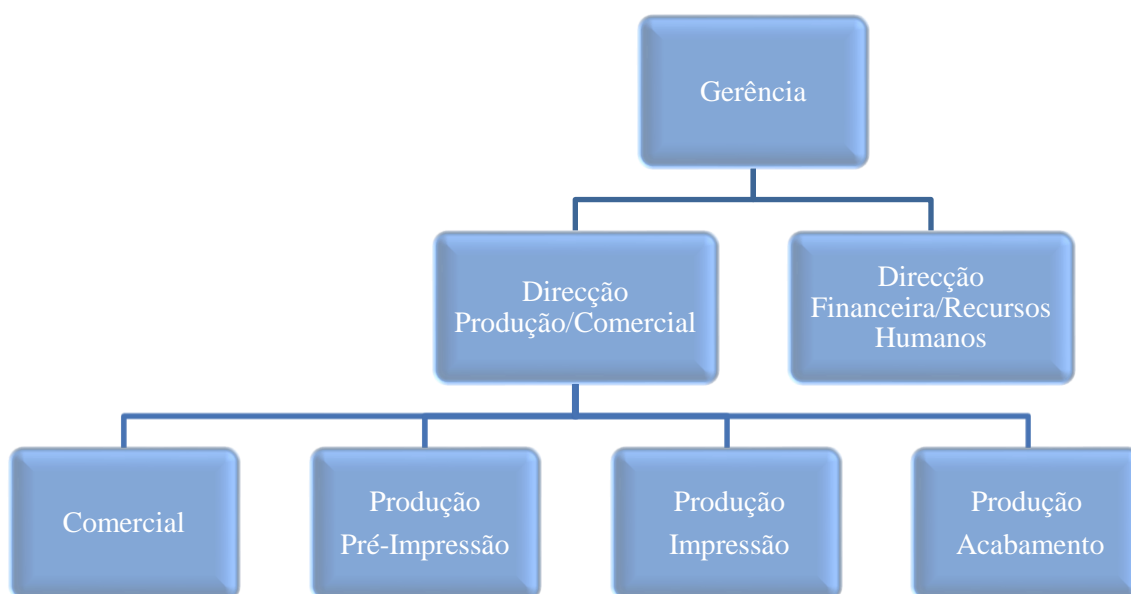 Gerência
Direcção
Produção/Comercial
Direcção
Financeira/Recursos
Humanos
Comercial
Produção
Pré-Impressão
Produção
Impressão
Produção
Acabamento